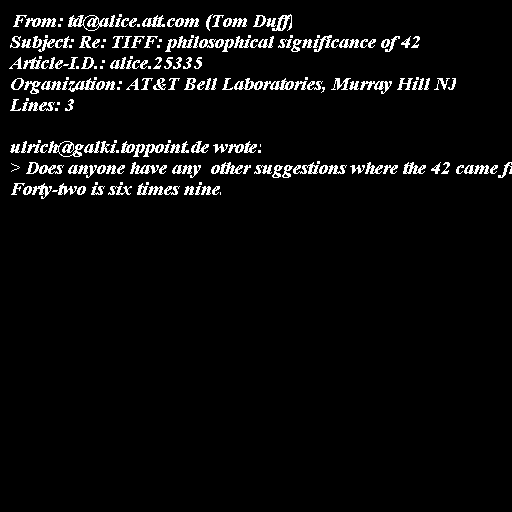 From: td@alice.att.com (Tom Duff)
Subject: Re: TIFF: philosophical significance of 42
Article-I.D.: alice.25335
Organization: AT&T Bell Laboratories, Murray Hill NJ
Lines: 3

ulrich@galki.toppoint.de wrote:
> Does anyone have any  other suggestions where the 42 came
Forty-two is six times nine.